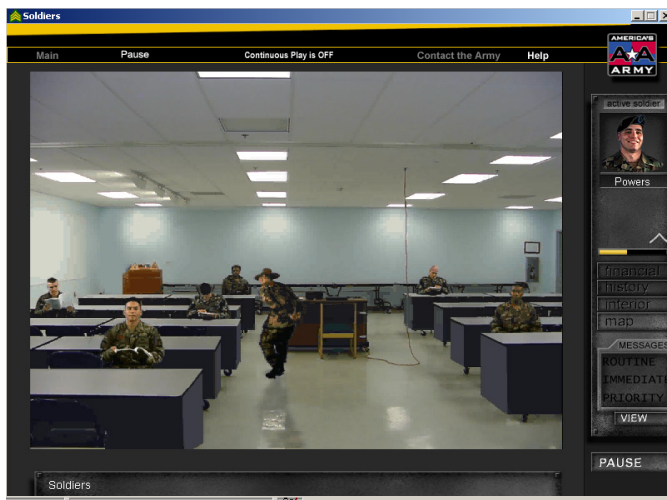 Soldiers
Main
Pause
Continuous Play is OFF
Contact the Army
Help
AMERICA'S
AA
ARMY
active soldier
Powers
financial
history
interior
map
MESSAGES
ROUTINE
IMMEDIATE
PRIORITY
VIEW
PAUSE
Soldiers